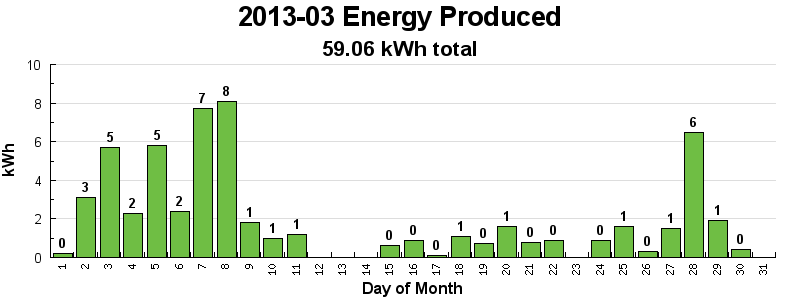 2013-03 Energy Produced
59.06 kWh total
kWh
10
8
6
4
2
0
0 3 5 2 5 2 7 8 1 1 1 0 0 0 1 0 1 0 0 0 1 0 1 6 1 0
1 2 3 4 5 6 7 8 9 10 11 12 13 14 15 16 17 18 19 20 21 22 23 24 25 26 27 28 29 30 31
Day of Month